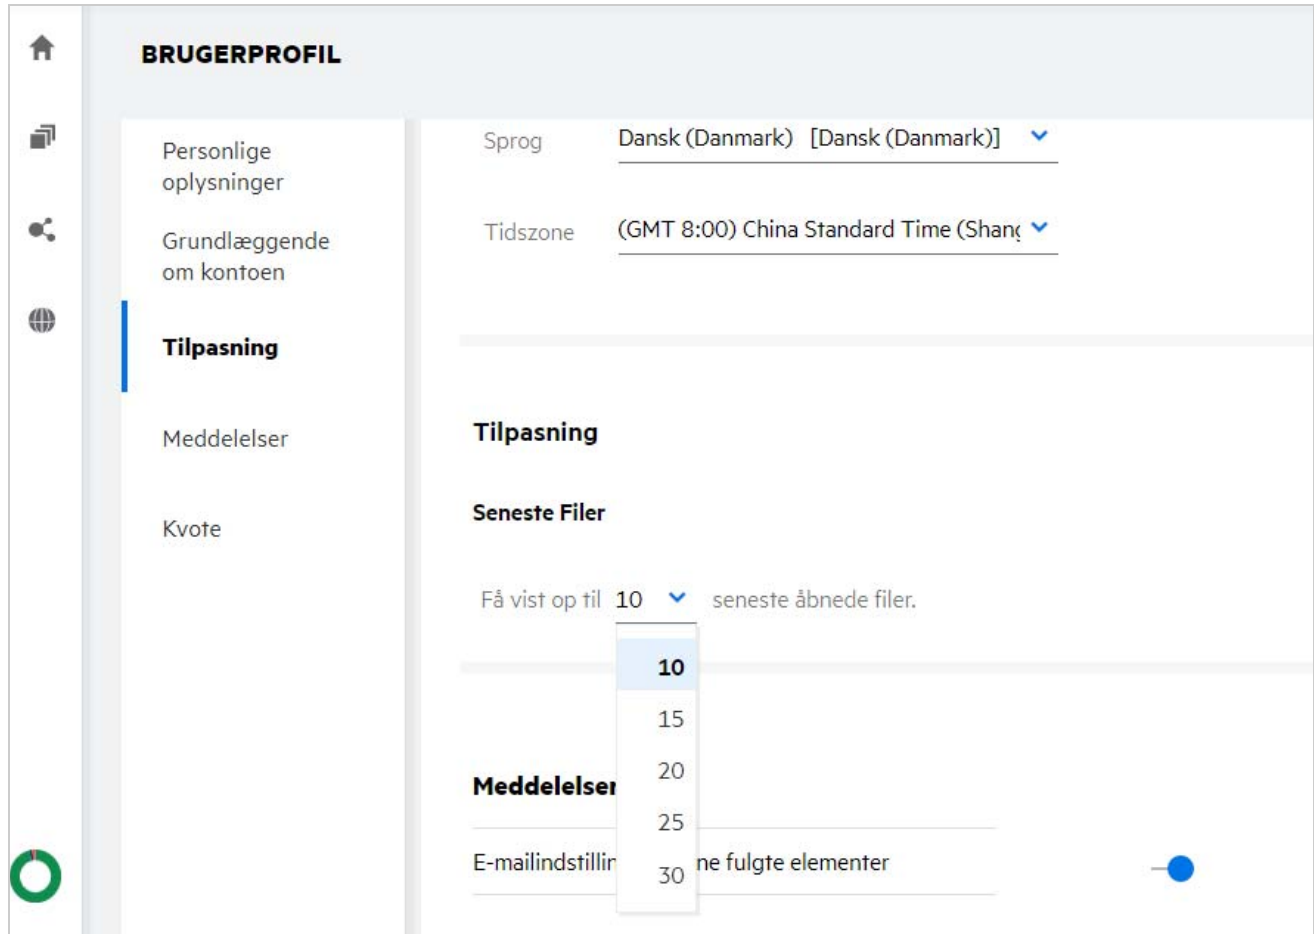 BRUGERPROFIL
Personlige
oplysninger
Grundlæggende
om kontoen
Tilpasning
Meddelelser
Kvote
Sprog Dansk (Danmark) [Dansk (Danmark)]
Tidszone (GMT 8:00) China Standard Time (Shang
Tilpasning
Seneste Filer
Få vist op til 10 seneste åbnede filer.
10
15
20
25
30
Meddelelser
E-mailindstillin ne fulgte elementer